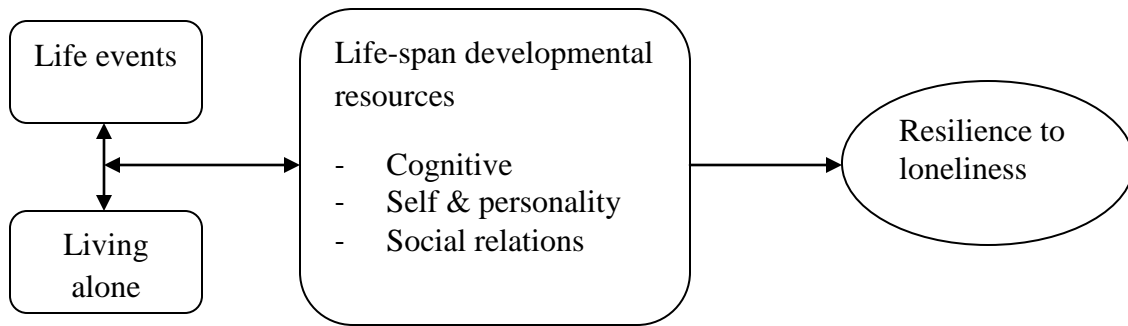 Life events
Life-span developmental
resources
- Cognitive
- Self & personality
- Social relations
Resilience to
loneliness
Living
alone